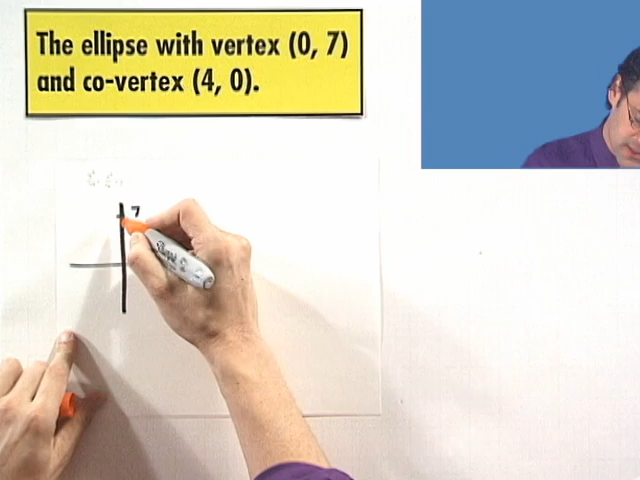 The ellipse with vertex (0, 7)
and co-vertex (4, 0).
7